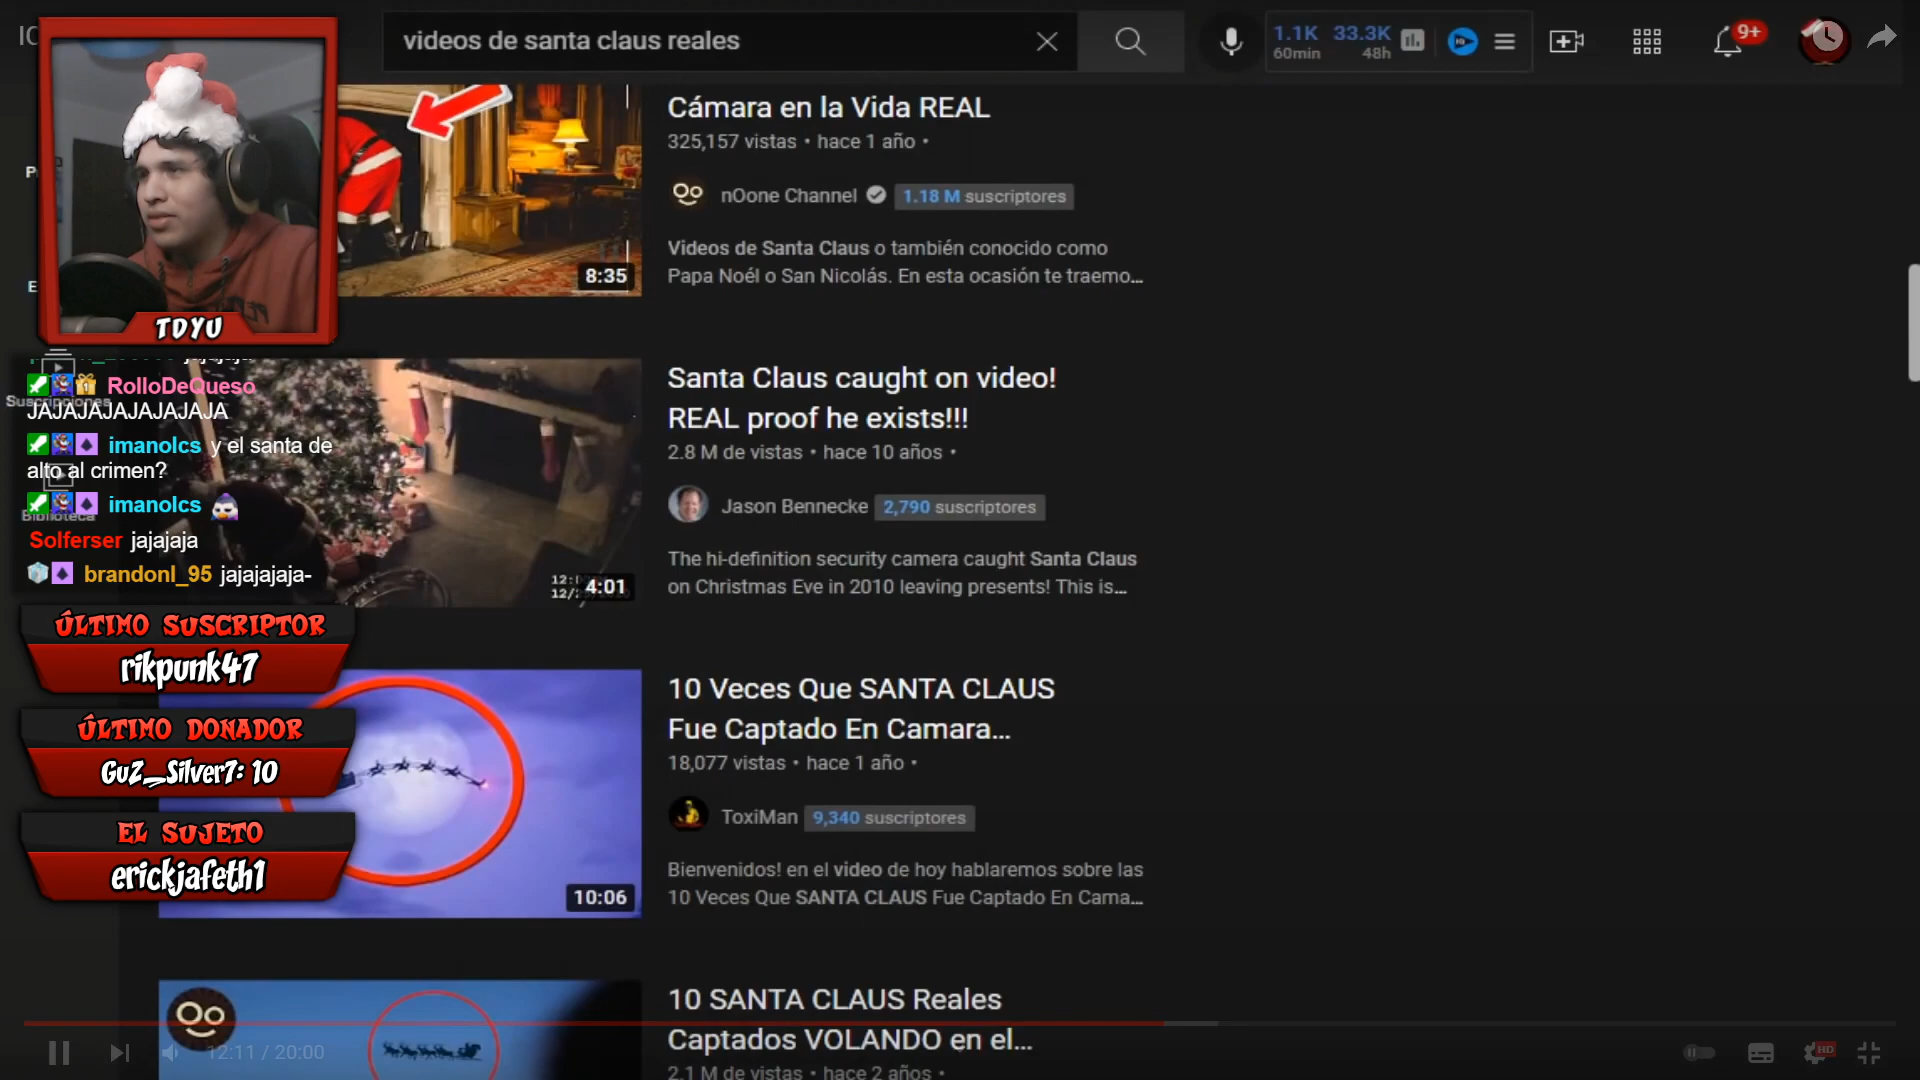 videos de santa claus reales
1.1K 33.3K
60min 48h
9+
Cámara en la Vida REAL
325,157 vistas • hace 1 año •
nOone Channel 1.18 M suscriptores
Videos de Santa Claus o también conocido como
Papa Noél o San Nicolás. En esta ocasión te traemo...
8:35
TDYU
RolloDeQueso
JAJAJAJAJAJAJAJA
Suscripciones
imanolcs y el santa de
alto al crimen?
imanolcs
Biblioteca
Solferser jajajaja
brandonl_95 jajajajaja-
Santa Claus caught on video!
REAL proof he exists!!!
2.8 M de vistas • hace 10 años •
Jason Bennecke 2,790 suscriptores
The hi-definition security camera caught Santa Claus
on Christmas Eve in 2010 leaving presents! This is...
4:01
ÚLTIMO SUSCRIPTOR
rikpunk47
ÚLTIMO DONADOR
GuZ_Silver7: 10
EL SUJETO
erickjafeth1
10 Veces Que SANTA CLAUS
Fue Captado En Camara...
18,077 vistas • hace 1 año •
ToxiMan 9,340 suscriptores
Bienvenidos! en el video de hoy hablaremos sobre las
10 Veces Que SANTA CLAUS Fue Captado En Cama...
10:06
10 SANTA CLAUS Reales
Captados VOLANDO en el...
2.1 M de vistas • hace 2 años •
12:11 / 20:00
HD